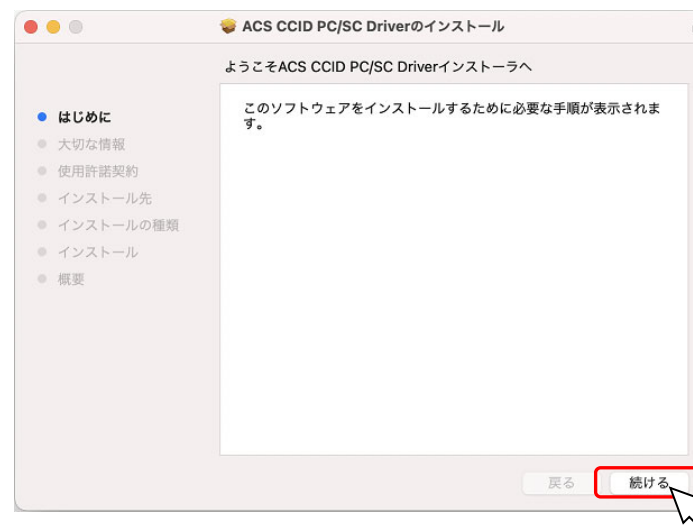 ACS CCID PC/SC Driverのインストール
ようこそACS CCID PC/SC Driverインストーラへ
はじめに
大切な情報
使用許諾契約
インストール先
インストールの種類
インストール
概要
このソフトウェアをインストールするために必要な手順が表示されま
す。
戻る
続ける